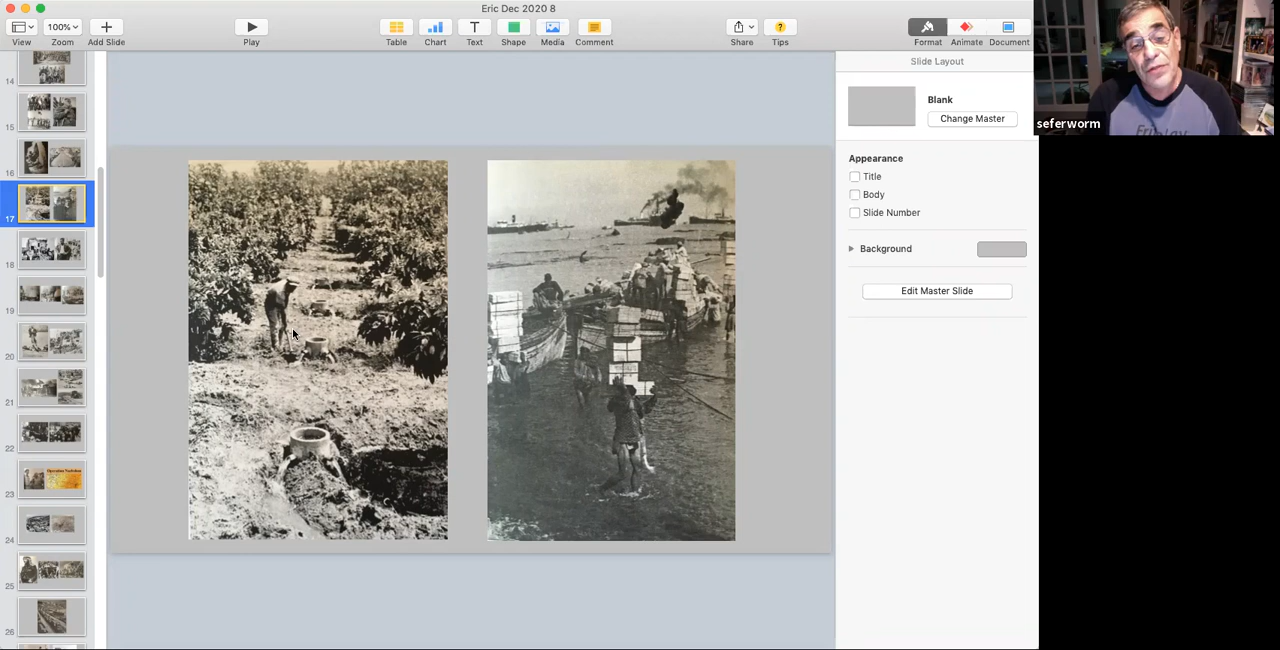 Eric Dec 2020 8
100%
View
Zoom
Add Slide
Play
Table
Chart
Text
Shape
Media
Comment
Share
Tips
Format
Animate
Document
T
?
Slide Layout
Blank
Change Master
Appearance
Title
Body
Slide Number
Background
Edit Master Slide
seferworm
14
15
16
17
18
19
20
21
22
23
24
25
26